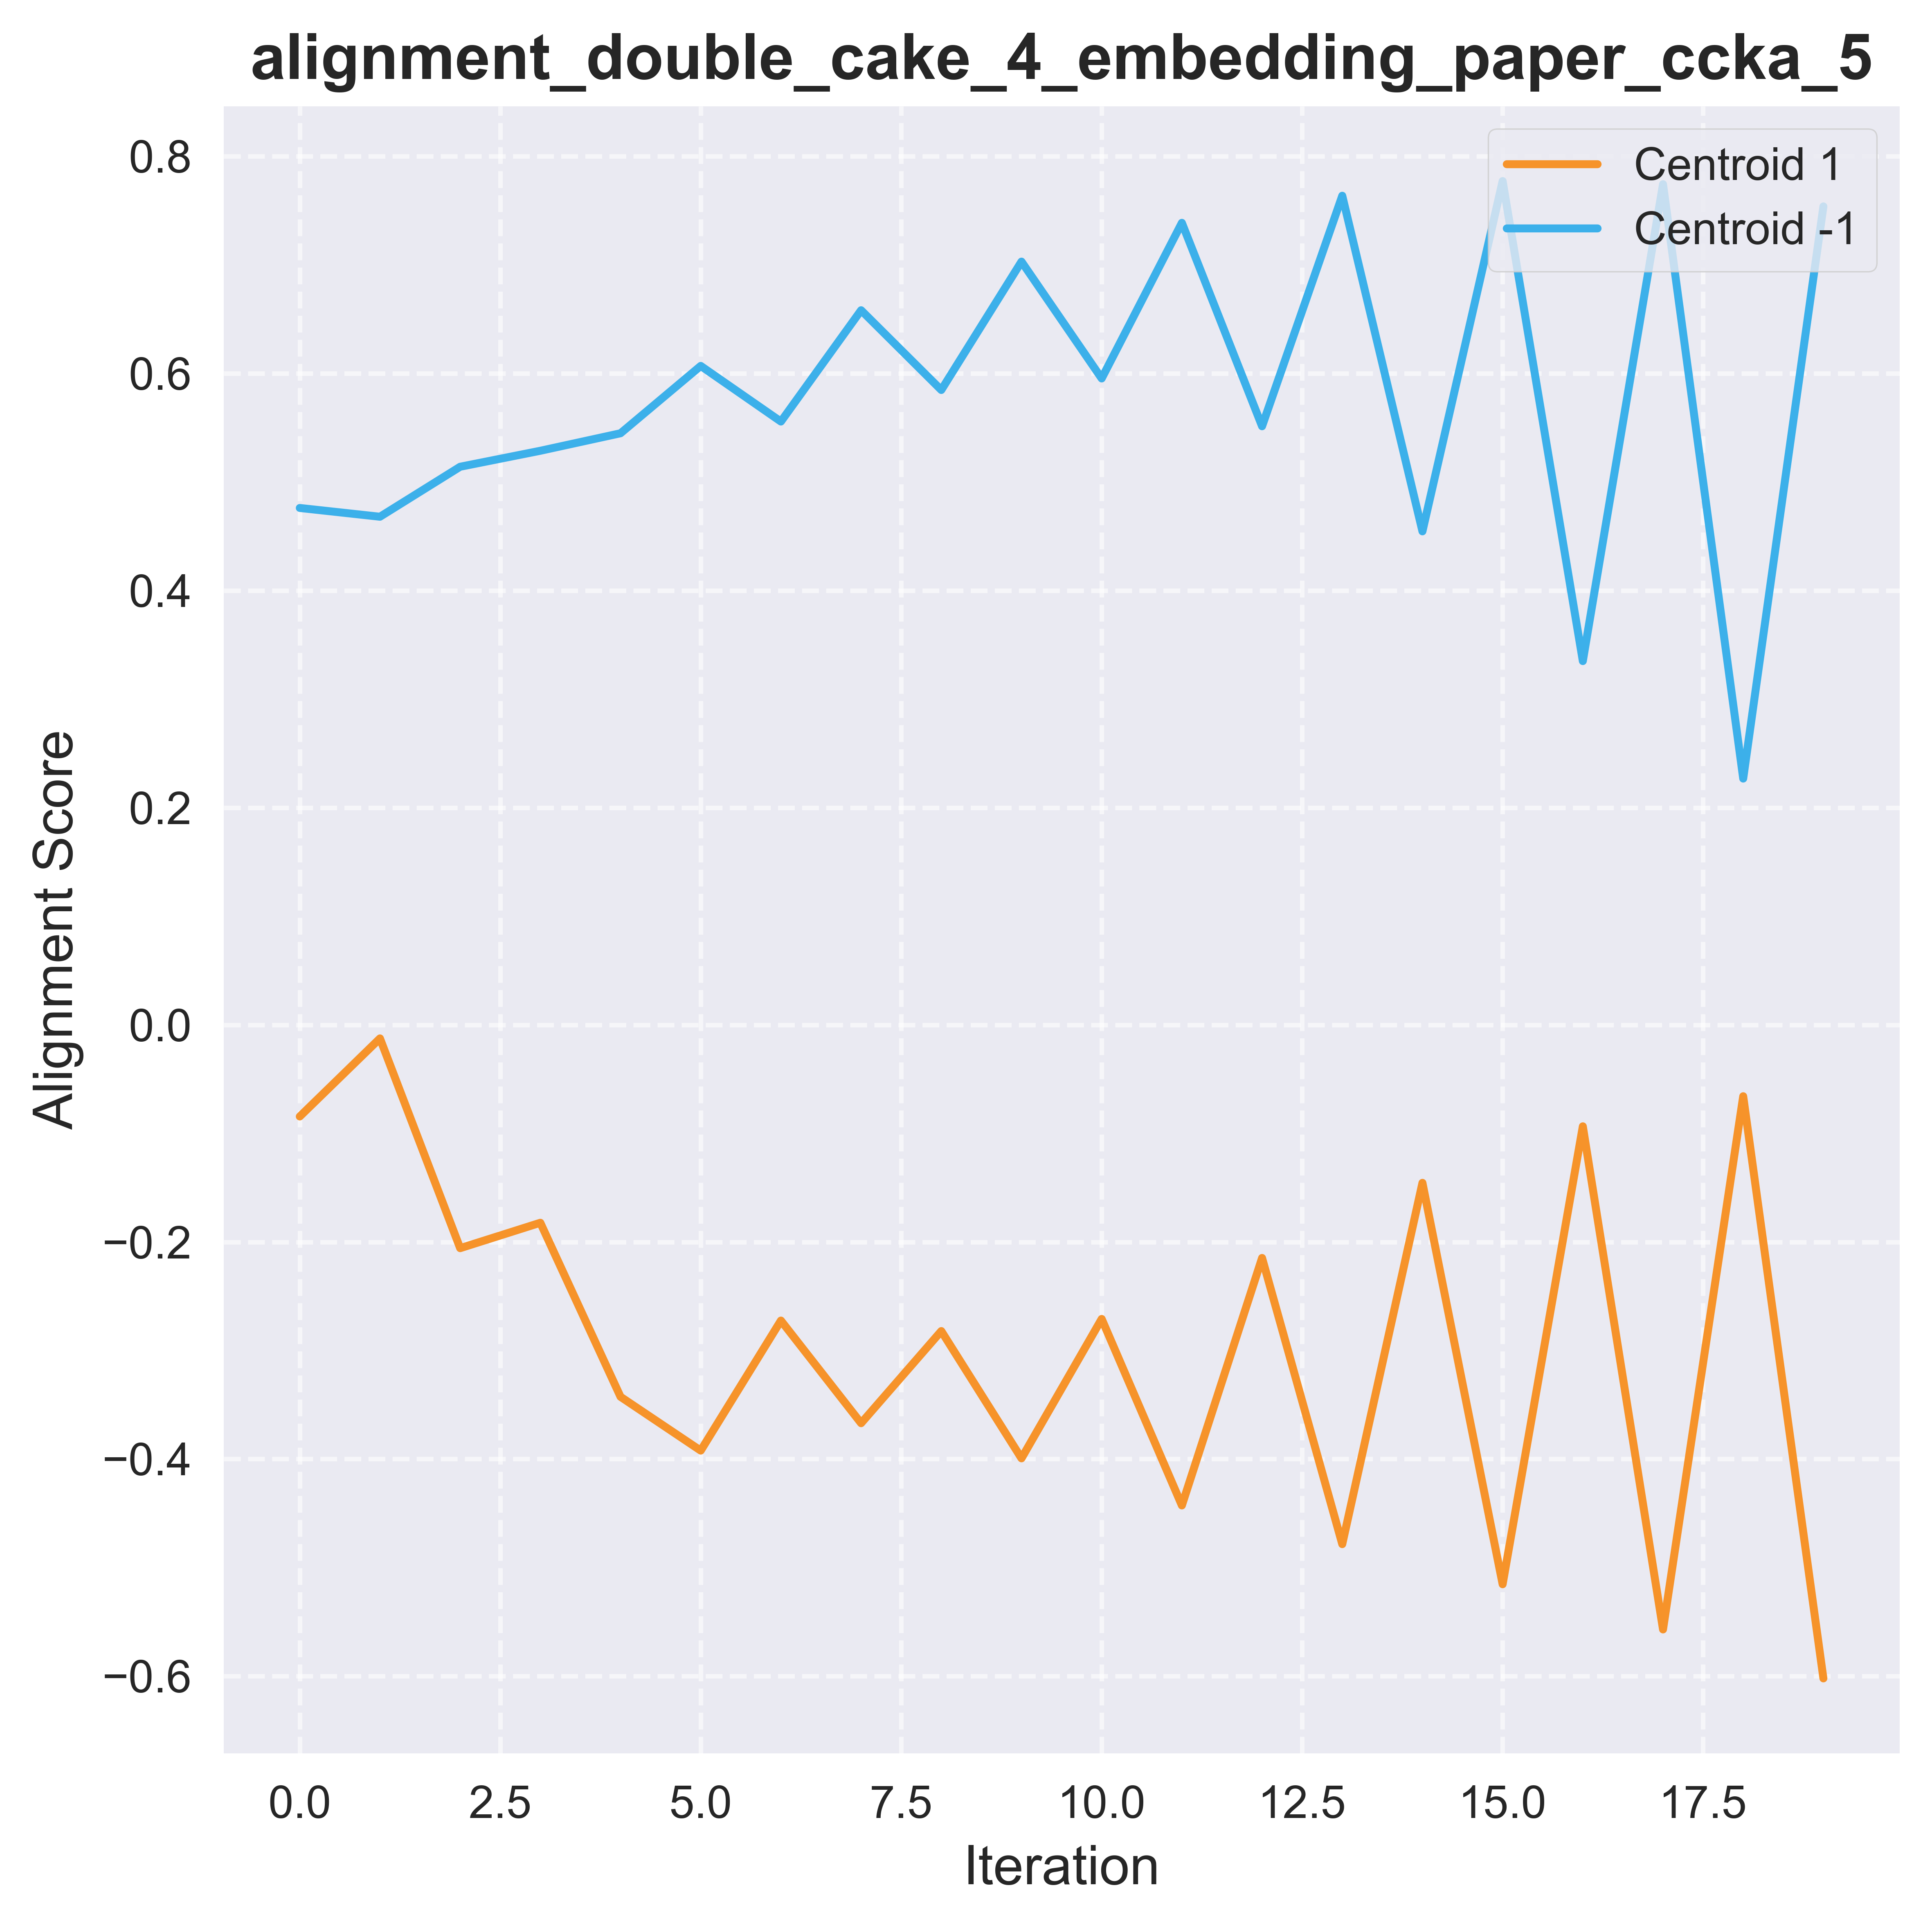 alignment_double_cake_4_embedding_paper_ccka_5
Centroid 1
Centroid -1
Alignment Score
0.8
0.6
0.4
0.2
0.0
−0.2
−0.4
−0.6
0.0 2.5 5.0 7.5 10.0 12.5 15.0 17.5
Iteration